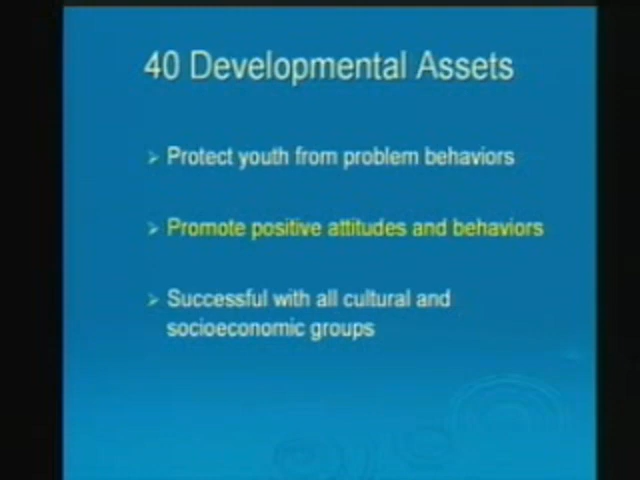 40 Developmental Assets
Protect youth from problem behaviors
Promote positive attitudes and behaviors
Successful with all cultural and
socioeconomic groups